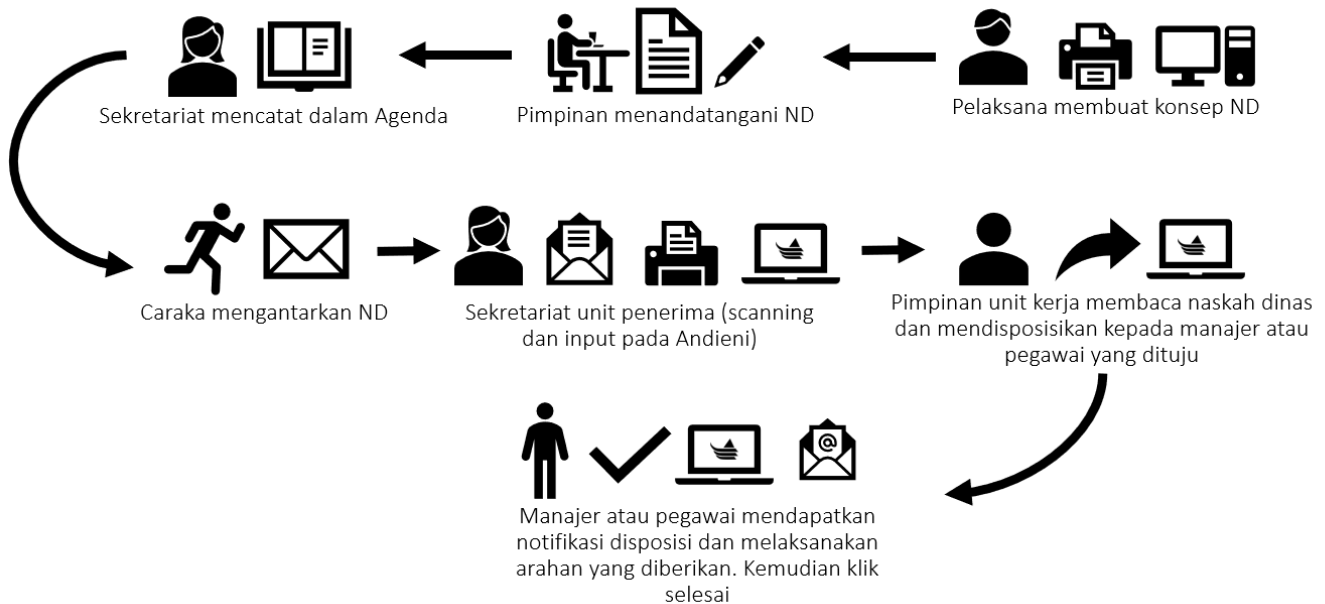 Pelaksana membuat konsep ND
Pimpinan menandatangani ND
Sekretariat mencatat dalam Agenda
Caraka mengantarkan ND
Sekretariat unit penerima (scanning
dan input pada Andieni)
Pimpinan unit kerja membaca naskah dinas
dan mendisposisikan kepada manajer atau
pegawai yang dituju
Manajer atau pegawai mendapatkan
notifikasi disposisi dan melaksanakan
arahan yang diberikan. Kemudian klik
selesai